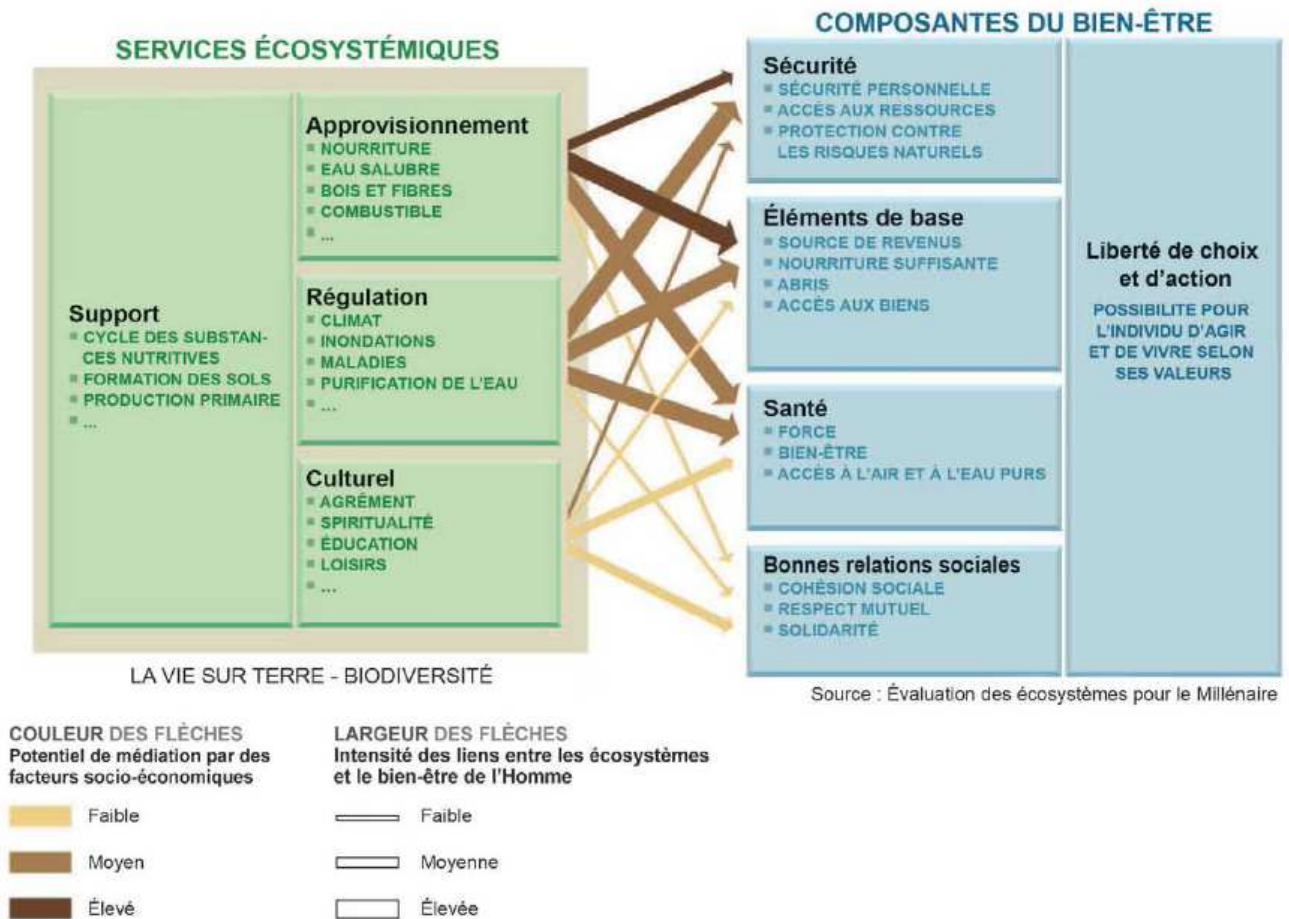 SERVICES ÉCOSYSTÉMIQUES
Support
CYCLE DES SUBSTAN-
CES NUTRITIVES
FORMATION DES SOLS
PRODUCTION PRIMAIRE
...
Approvisionnement
NOURRITURE
EAU SALUBRE
BOIS ET FIBRES
COMBUSTIBLE
...
Régulation
CLIMAT
INONDATIONS
MALADIES
PURIFICATION DE L'EAU
...
Culturel
AGRÉMENT
SPIRITUALITÉ
ÉDUCATION
LOISIRS
...
LA VIE SUR TERRE - BIODIVERSITÉ
COMPOSANTES DU BIEN-ÊTRE
Sécurité
SÉCURITÉ PERSONNELLE
ACCÈS AUX RESSOURCES
PROTECTION CONTRE
LES RISQUES NATURELS
Éléments de base
SOURCE DE REVENUS
NOURRITURE SUFFISANTE
ABRIS
ACCÈS AUX BIENS
Santé
FORCE
BIEN-ÊTRE
ACCÈS À L'AIR ET À L'EAU PURS
Bonnes relations sociales
COHÉSION SOCIALE
RESPECT MUTUEL
SOLIDARITÉ
Liberté de choix
et d'action
POSSIBILITE POUR
L'INDIVIDU D'AGIR
ET DE VIVRE SELON
SES VALEURS
Source : Évaluation des écosystèmes pour le Millénaire
COULEUR DES FLÈCHES
Potentiel de médiation par des
facteurs socio-économiques
Faible
Moyen
Élevé
LARGEUR DES FLÈCHES
Intensité des liens entre les écosystèmes
et le bien-être de l'Homme
Faible
Moyenne
Élevée